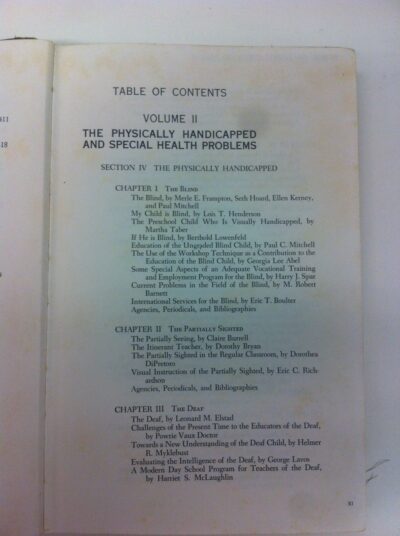 411
-18
TABLE OF CONTENTS
VOLUME II
THE PHYSICALLY HANDICAPPED
AND SPECIAL HEALTH PROBLEMS
SECTION IV THE PHYSICALLY HANDICAPPED
CHAPTER I THE BLIND
The Blind, by Merle E. Frampton, Seth Hoard, Ellen Kerney,
and Paul Mitchell
My Child is Blind, by Lois T. Henderson
The Preschool Child Who Is Visually Handicapped, by
Martha Taber
If He is Blind, by Berthold Lowenfeld
Education of the Ungraded Blind Child, by Paul C. Mitchell
The Use of the Workshop Technique as a Contribution to the
Education of the Blind Child, by Georgia Lee Abel
Some Special Aspects of an Adequate Vocational Training
and Employment Program for the Blind, by Harry J. Spar
Current Problems in the Field of the Blind, by M. Robert
Barnett
International Services for the Blind, by Eric T. Boulter
Agencies, Periodicals, and Bibliographies
CHAPTER II THE PARTIALLY SIGHTED
The Partially Seeing, by Claire Burrell
The Itinerant Teacher, by Dorothy Bryan
The Partially Sighted in the Regular Classroom, by Dorothea
DiPretoro
Visual Instruction of the Partially Sighted, by Eric C. Rich-
ardson
Agencies, Periodicals, and Bibliographies
CHAPTER III THE DEAF
The Deaf, by Leonard M. Elstad
Challenges of the Present Time to the Educators of the Deaf,
by Powrie Vaux Doctor
Towards a New Understanding of the Deaf Child, by Helmer
R. Myklebust
Evaluating the Intelligence of the Deaf, by George Lavos
A Modern Day School Program for Teachers of the Deaf,
by Harriet S. McLaughlin
xi